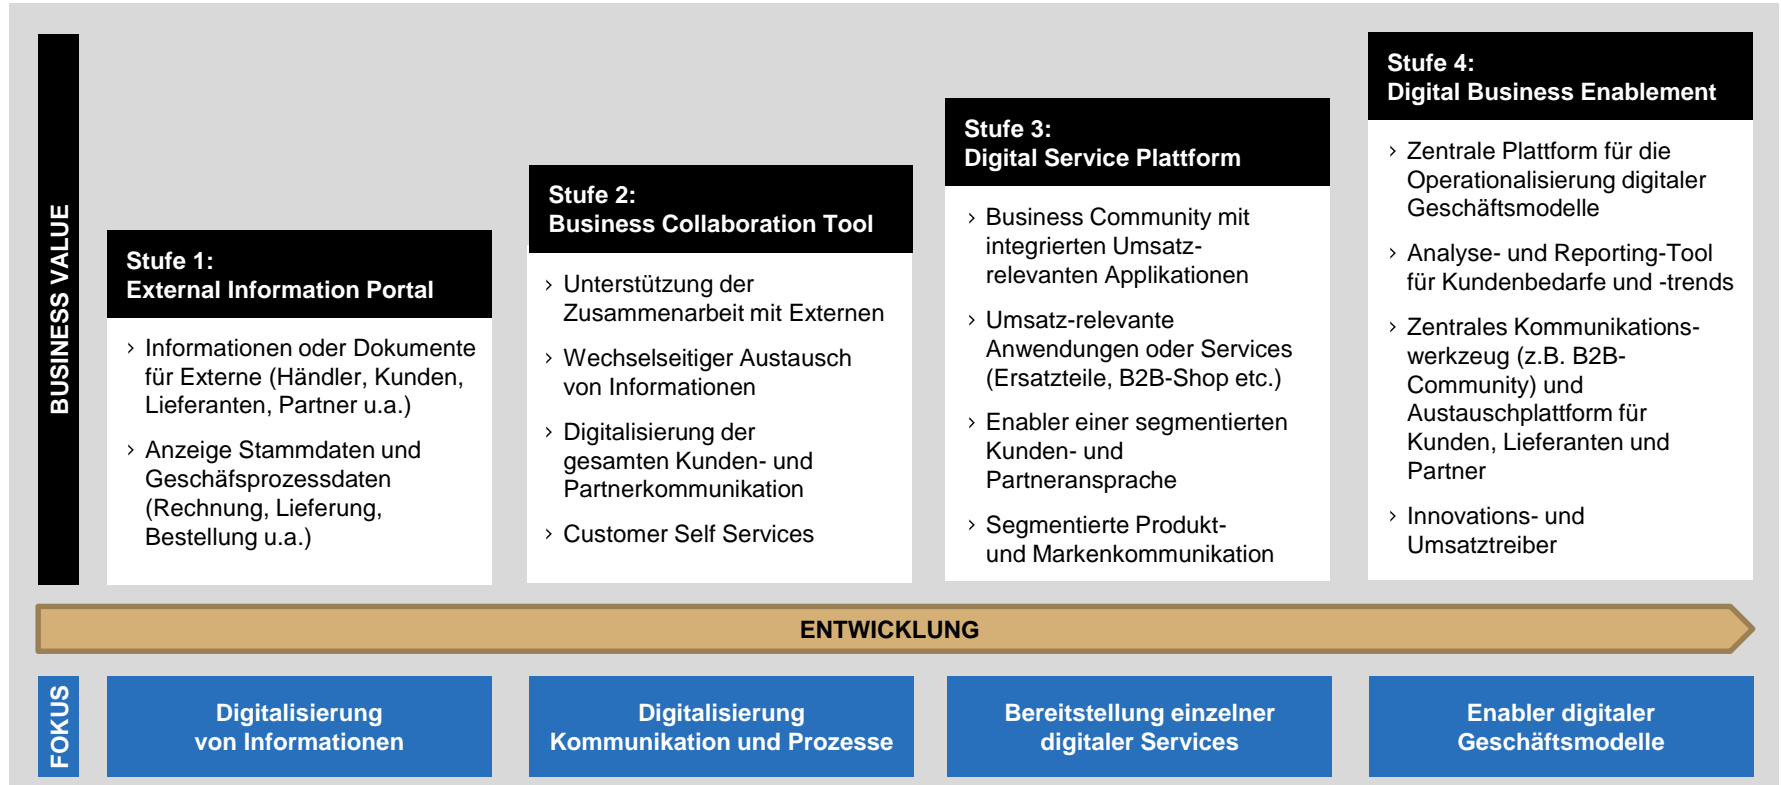 BUSINESS VALUE
Stufe 1:
External Information Portal
› Informationen oder Dokumente
für Externe (Händler, Kunden,
Lieferanten, Partner u.a.)
› Anzeige Stammdaten und
Geschäfsprozessdaten
(Rechnung, Lieferung,
Bestellung u.a.)
Stufe 2:
Business Collaboration Tool
› Unterstützung der
Zusammenarbeit mit Externen
› Wechselseitiger Austausch
von Informationen
› Digitalisierung der
gesamten Kunden- und
Partnerkommunikation
› Customer Self Services
Stufe 3:
Digital Service Plattform
› Business Community mit
integrierten Umsatz-
relevanten Applikationen
› Umsatz-relevante
Anwendungen oder Services
(Ersatzteile, B2B-Shop etc.)
› Enabler einer segmentierten
Kunden- und
Partneransprache
› Segmentierte Produkt-
und Markenkommunikation
Stufe 4:
Digital Business Enablement
› Zentrale Plattform für die
Operationalisierung digitaler
Geschäftsmodelle
› Analyse- und Reporting-Tool
für Kundenbedarfe und -trends
› Zentrales Kommunikations-
werkzeug (z.B. B2B-
Community) und
Austauschplattform für
Kunden, Lieferanten und
Partner
› Innovations- und
Umsatztreiber
ENTWICKLUNG
FOKUS
Digitalisierung
von Informationen
Digitalisierung
Kommunikation und Prozesse
Bereitstellung einzelner
digitaler Services
Enabler digitaler
Geschäftsmodelle